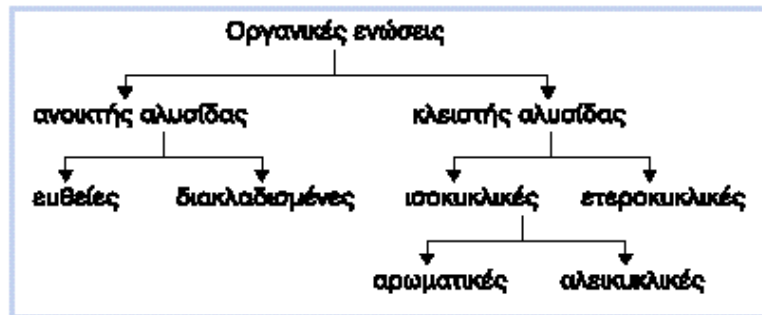 Οργανικές ενώσεις
ανοικτής αλυσίδας κλειστής αλυσίδας
ευθείες διακλαδισμένες ισοκυκλικές ετεροκυκλικές
αρωματικές αλεικυκλικές